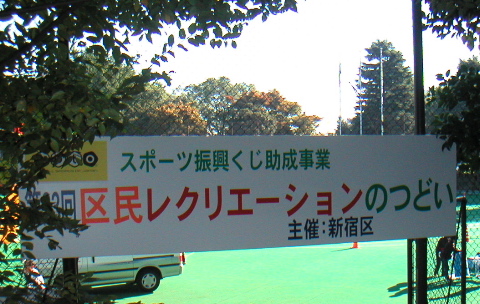 スポーツ振興くじ助成事業
回区民レクリエーションのつどい
主催:新宿区